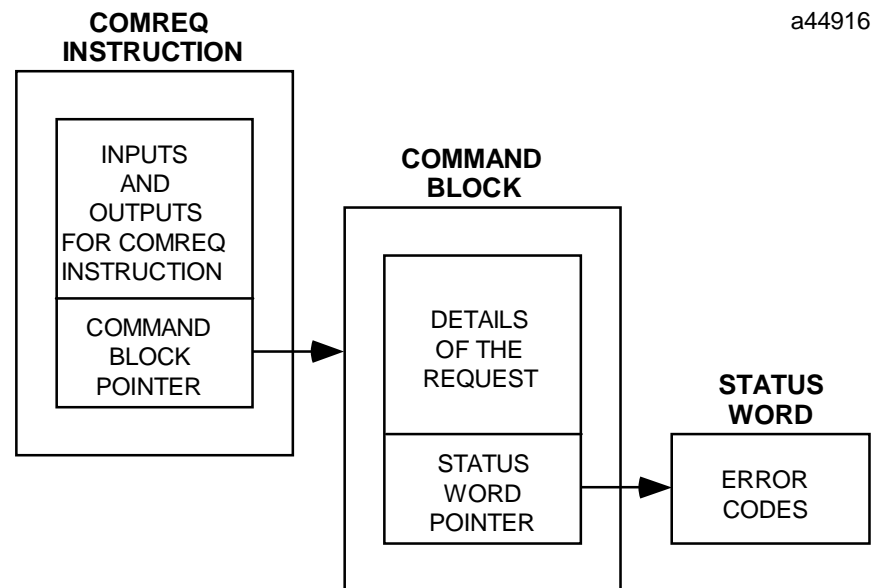 COMREQ
INSTRUCTION
a44916
INPUTS
AND
OUTPUTS
FOR COMREQ
INSTRUCTION
COMMAND
BLOCK
POINTER
COMMAND
BLOCK
DETAILS
OF THE
REQUEST
STATUS
WORD
POINTER
STATUS
WORD
ERROR
CODES